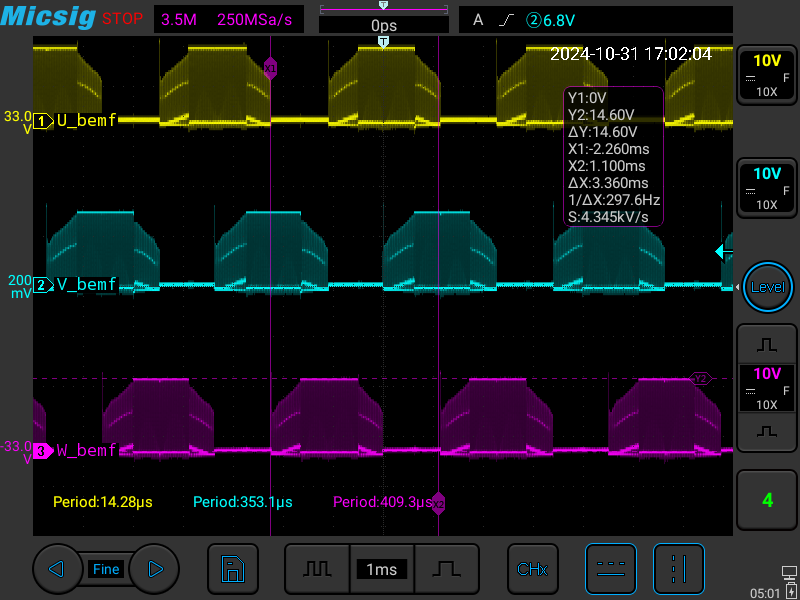 Micsig STOP 3.5M 250MSa/s 0ps A ②6.8V
T
2024-10-31 17:02:04
X1
10V
F
10X
33.0 V
1 U_bemf
Y1:0V
Y2:14.60V
ΔY:14.60V
X1:-2.260ms
X2:1.100ms
ΔX:3.360ms
1/ΔX:297.6Hz
S:4.345kV/s
10V
F
10X
200 mV
2 V_bemf
Level
10V
F
10X
Y2
-33.0 V
3 W_bemf
Period:14.28μs Period:353.1μs Period:409.3μs
X2
4
Fine 1ms CHx
05:01